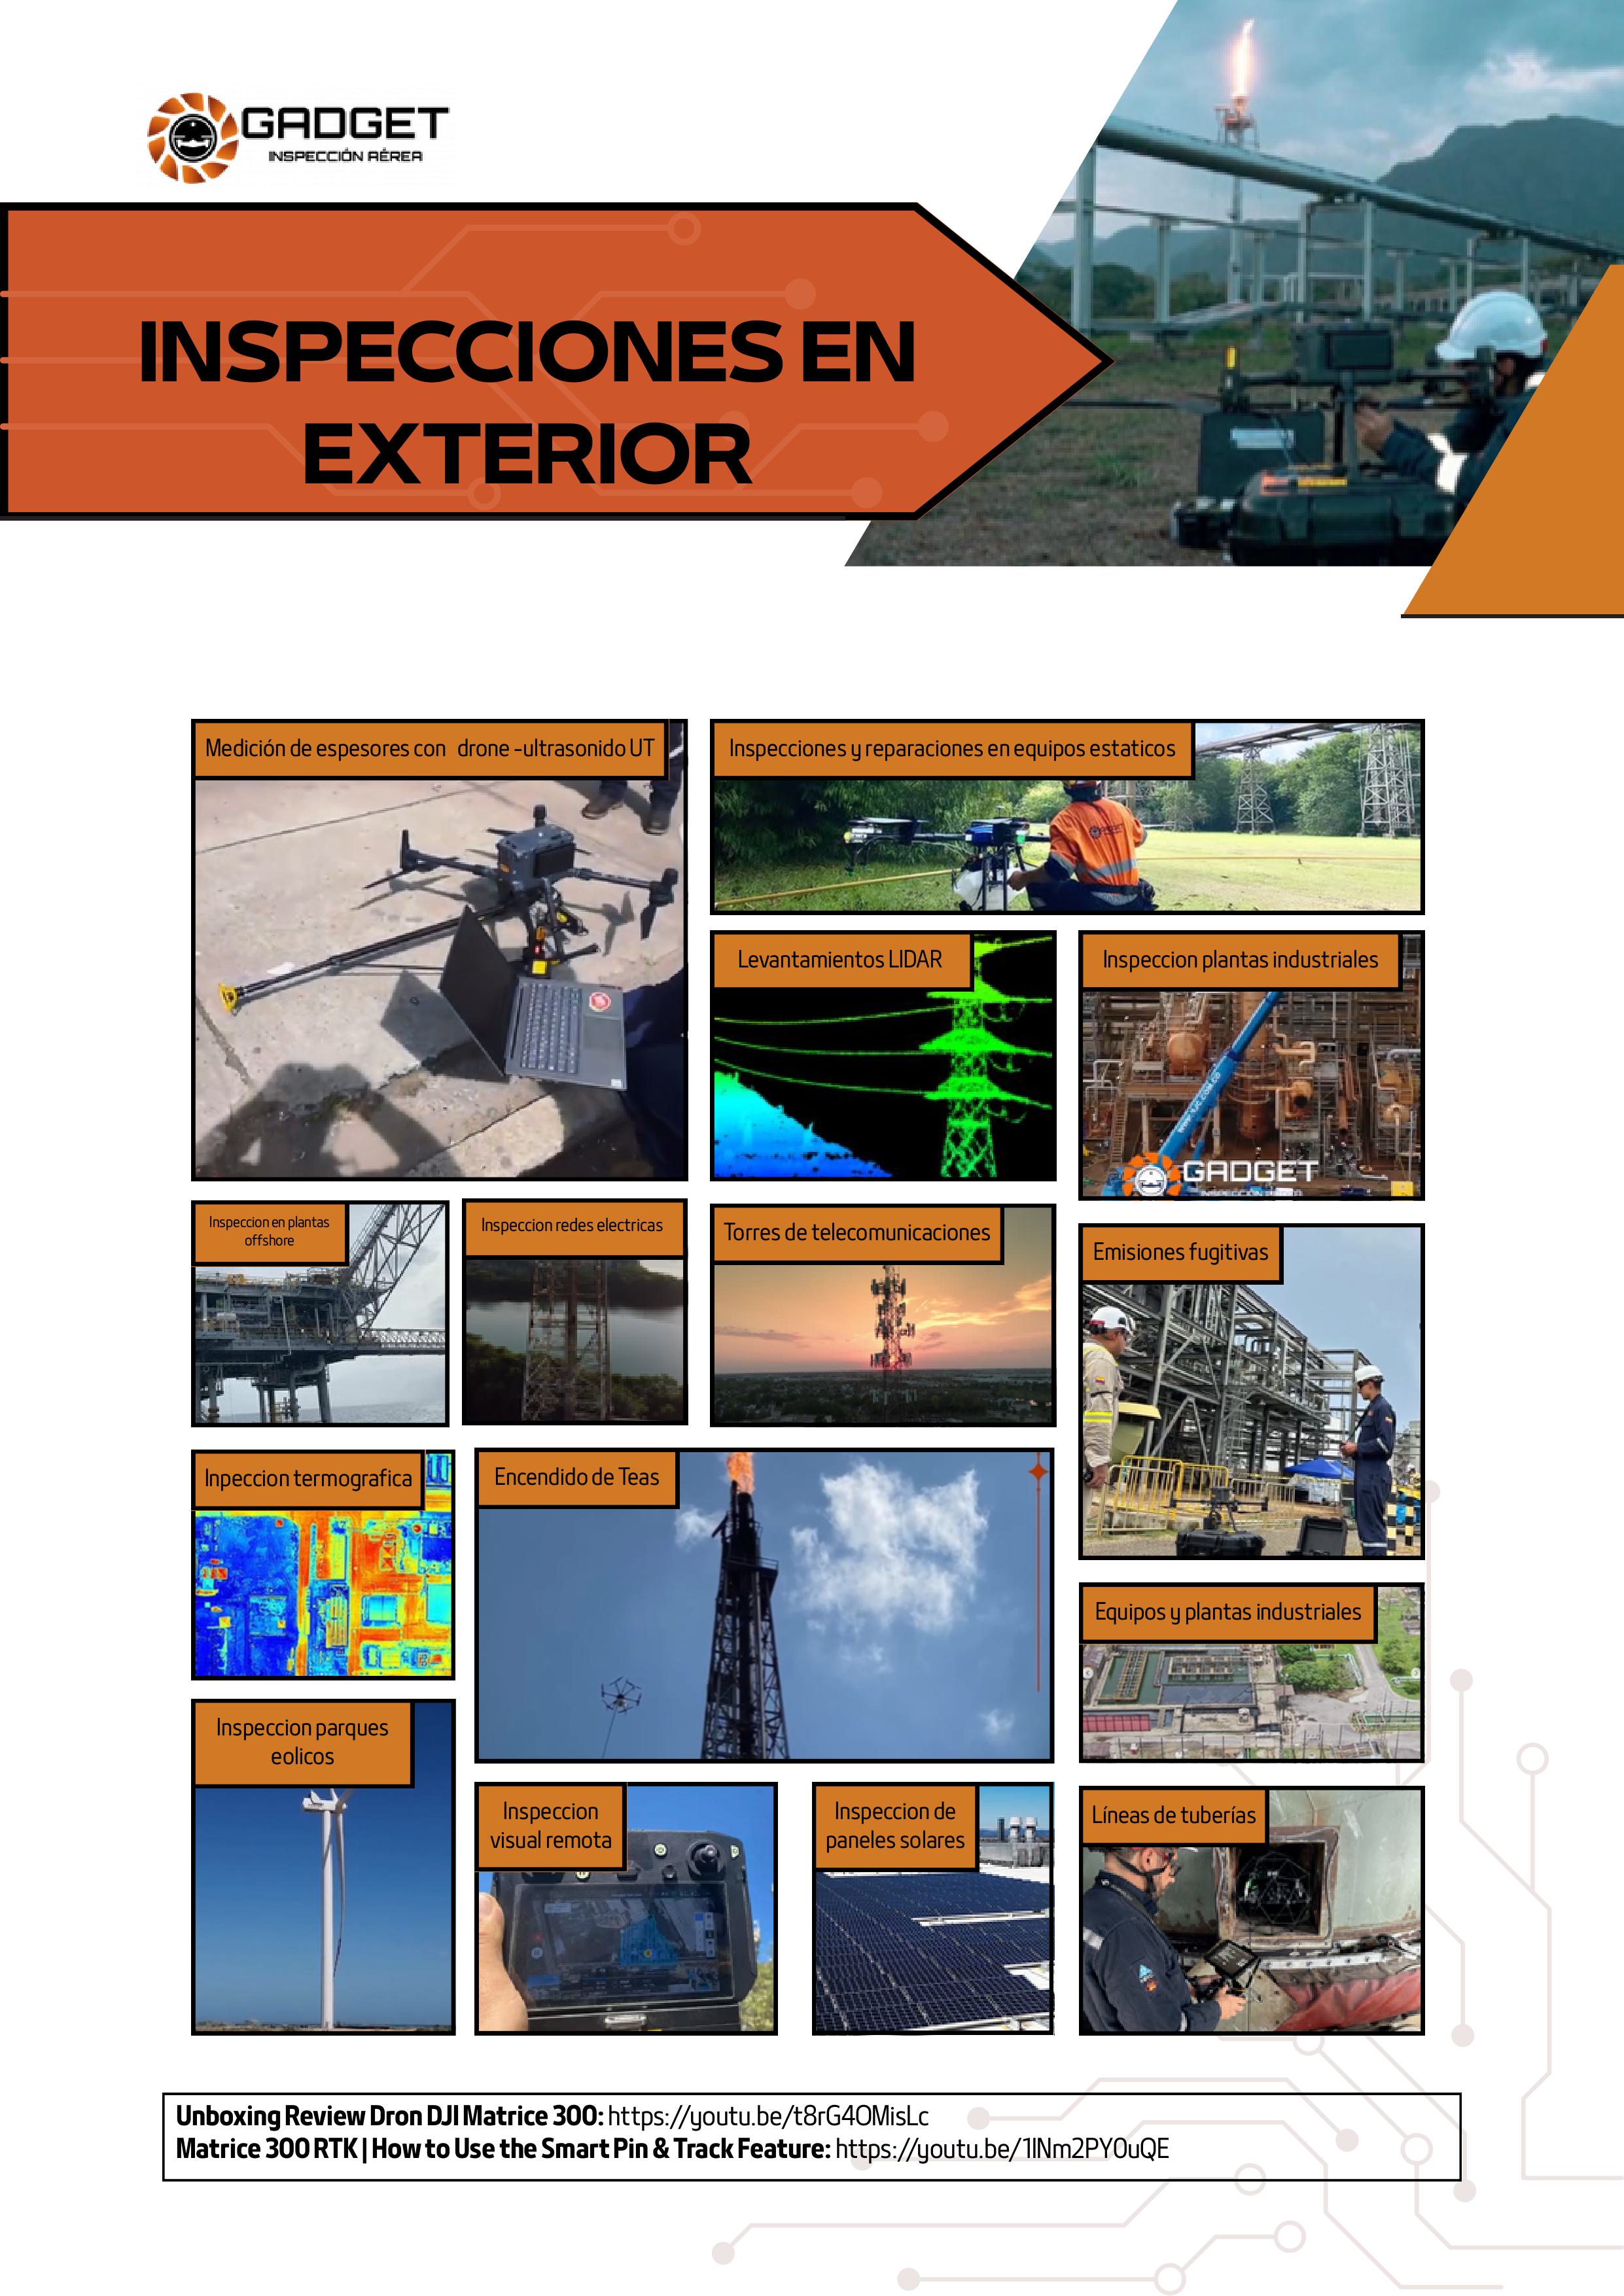 GADGET
INSPECCIÓN AÉREA
INSPECCIONES EN
EXTERIOR
Medición de espesores con drone -ultrasonido UT
Inspecciones y reparaciones en equipos estaticos
Levantamientos LIDAR
Inspeccion plantas industriales
GADGET
Inspeccion en plantas
offshore
Inspeccion redes electricas
Torres de telecomunicaciones
Emisiones fugitivas
Inpeccion termografica
Encendido de Teas
Equipos y plantas industriales
Inspeccion parques
eolicos
Inspeccion
visual remota
Inspeccion de
paneles solares
Líneas de tuberías
Unboxing Review Dron DJI Matrice 300: https://youtu.be/t8rG4OMisLc
Matrice 300 RTK | How to Use the Smart Pin & Track Feature: https://youtu.be/1INm2PY0uQE